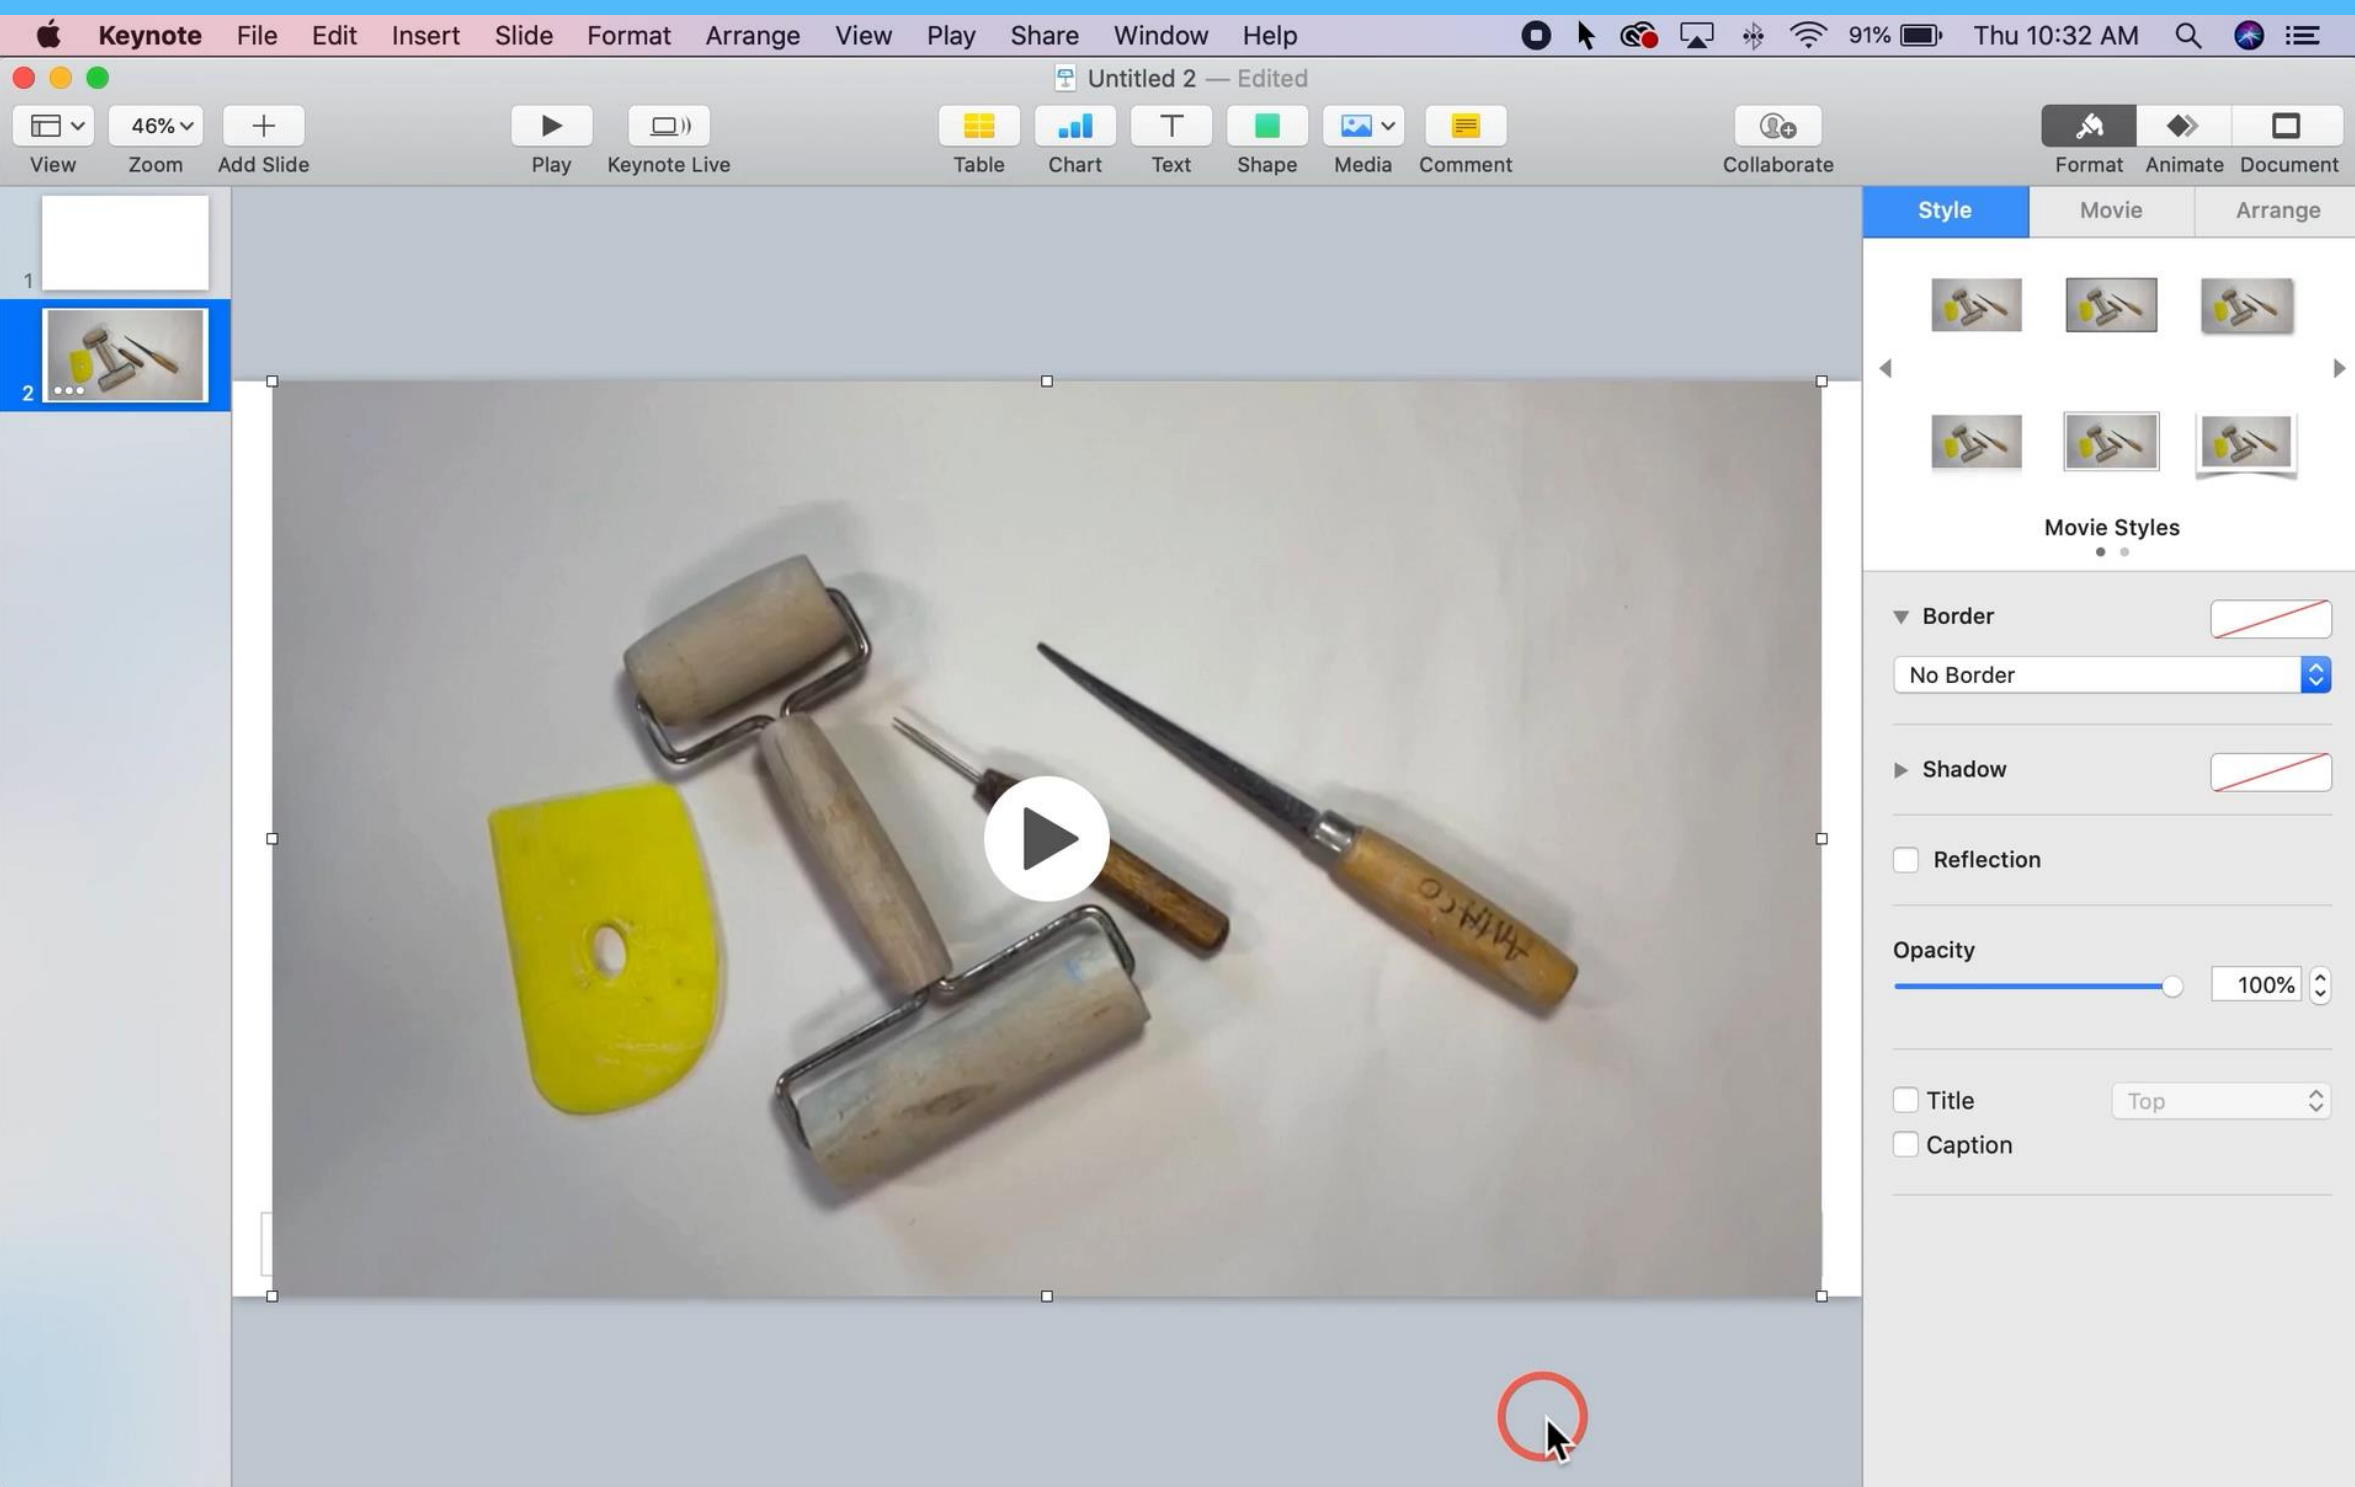 Keynote File Edit Insert Slide Format Arrange View Play Share Window Help 91% Thu 10:32 AM
Untitled 2 — Edited
46%
View Zoom Add Slide Play Keynote Live Table Chart Text Shape Media Comment Collaborate Format Animate Document
Style Movie Arrange
1
2
Movie Styles
Border
No Border
Shadow
Reflection
Opacity
100%
Title Top
Caption